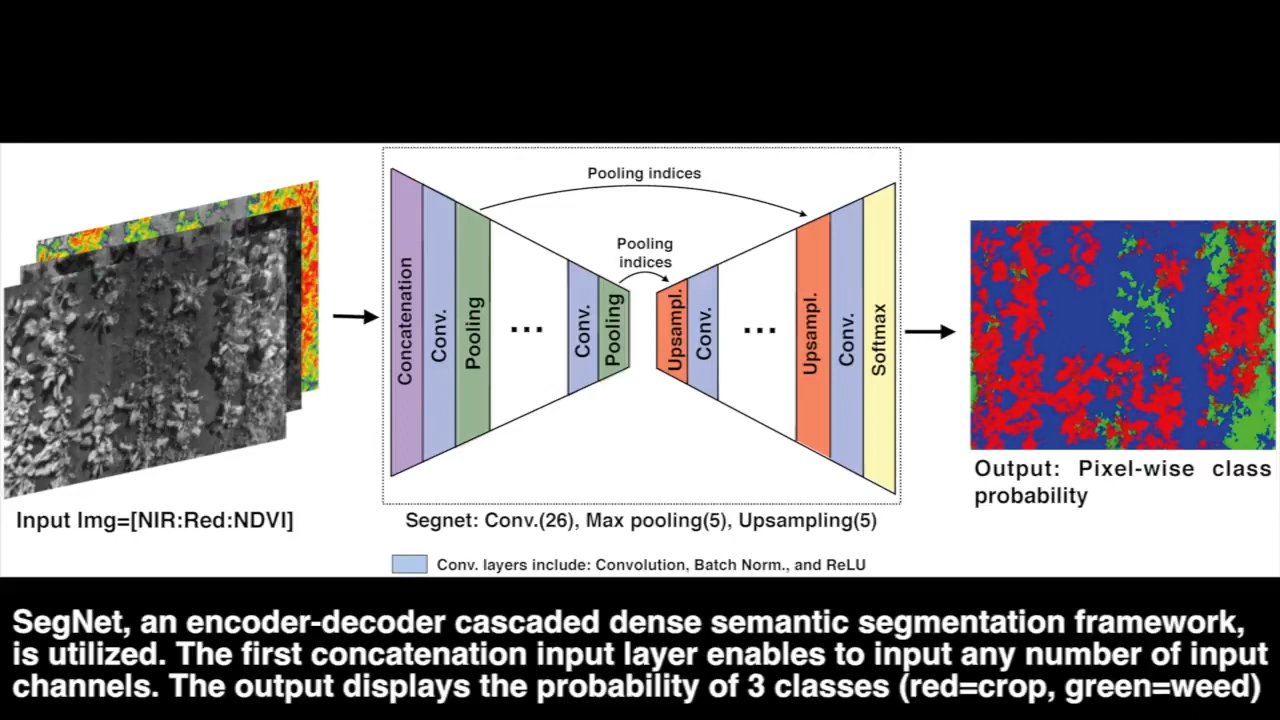 Pooling indices
Pooling
indices
Concatenation
Conv.
Pooling
...
Conv.
Pooling
Upsampl.
Conv.
...
Upsampl.
Conv.
Softmax
Output: Pixel-wise class
probability
Input Img=[NIR:Red:NDVI]
Segnet: Conv.(26), Max pooling(5), Upsampling(5)
Conv. layers include: Convolution, Batch Norm., and ReLU
SegNet, an encoder-decoder cascaded dense semantic segmentation framework,
is utilized. The first concatenation input layer enables to input any number of input
channels. The output displays the probability of 3 classes (red=crop, green=weed)